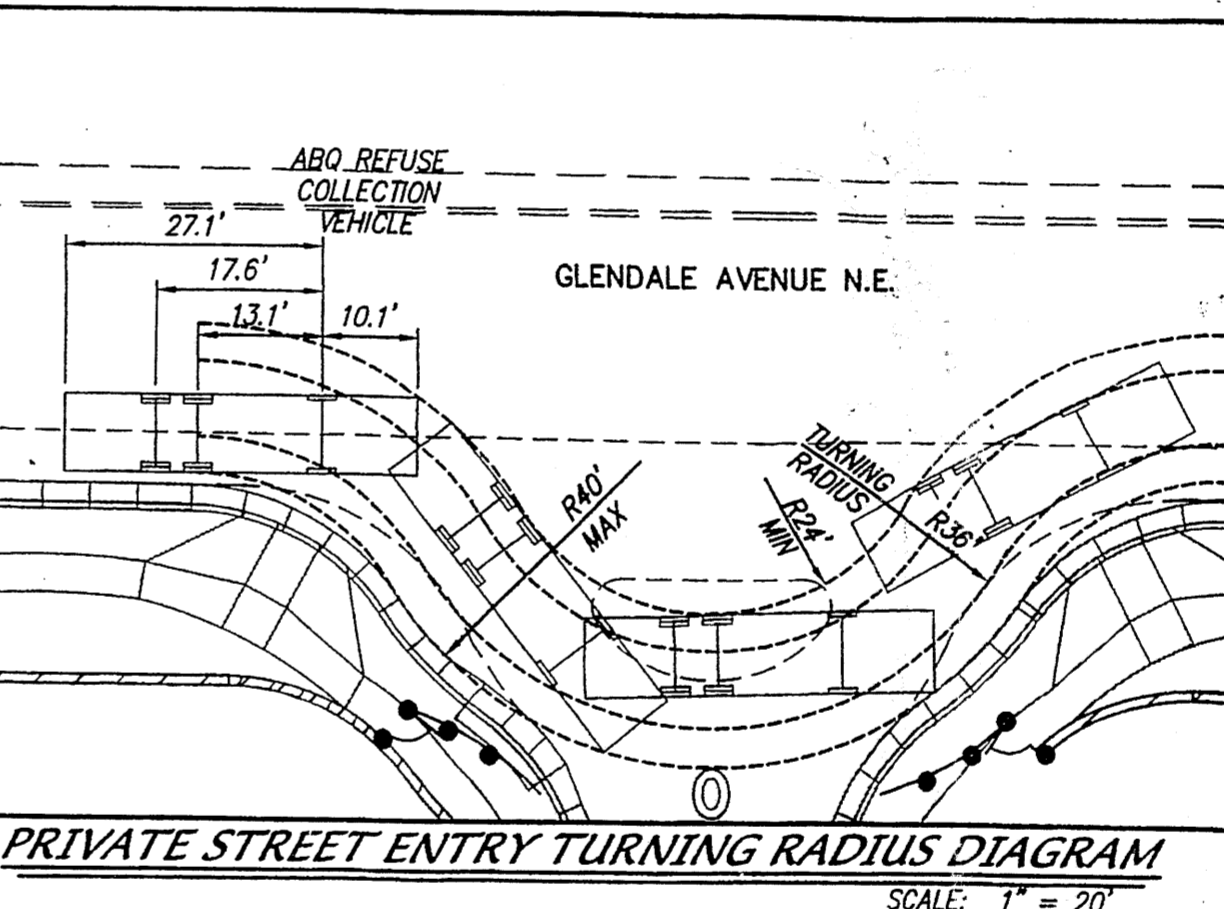 ABQ REFUSE
COLLECTION
VEHICLE
27.1'
17.6'
13.1'
10.1'
GLENDALE AVENUE N.E.
R40'
MAX
R24'
MIN
TURNING
RADIUS
R36'
PRIVATE STREET ENTRY TURNING RADIUS DIAGRAM
SCALE: 1" = 20'